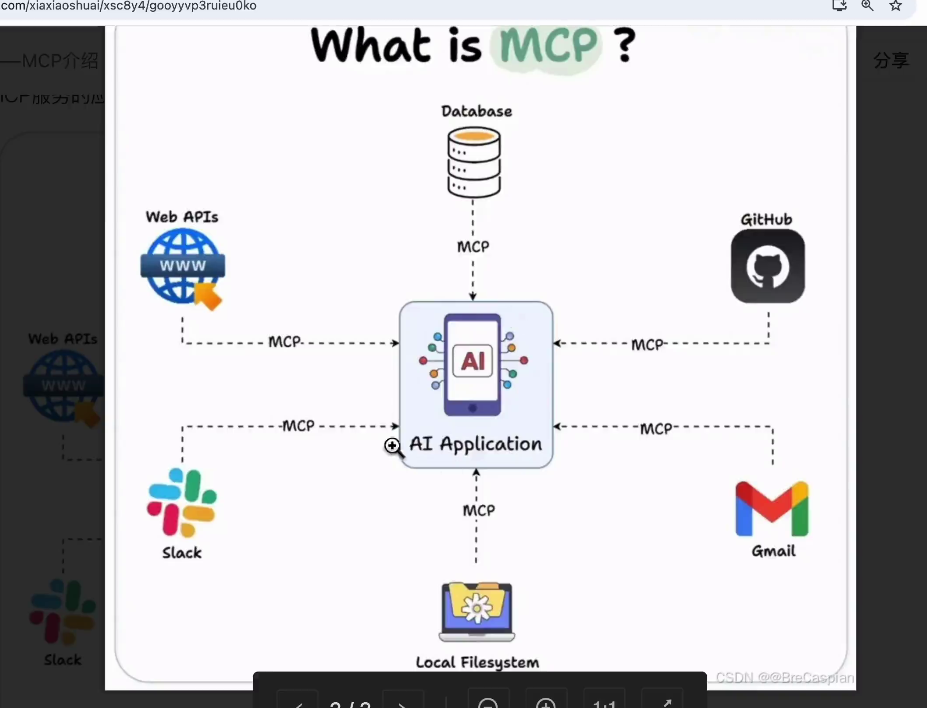 com/xiaxiaoshuai/xsc8y4/gooyyvp3ruieu0ko
What is MCP ?
—MCP介绍
分享
Database
Web APIs
WWW
GitHub
MCP
MCP
MCP
AI
Web APIs
WWW
MCP
MCP
AI Application
MCP
Slack
Gmail
Slack
Local Filesystem
CSDN @@BreCaspian
1:1